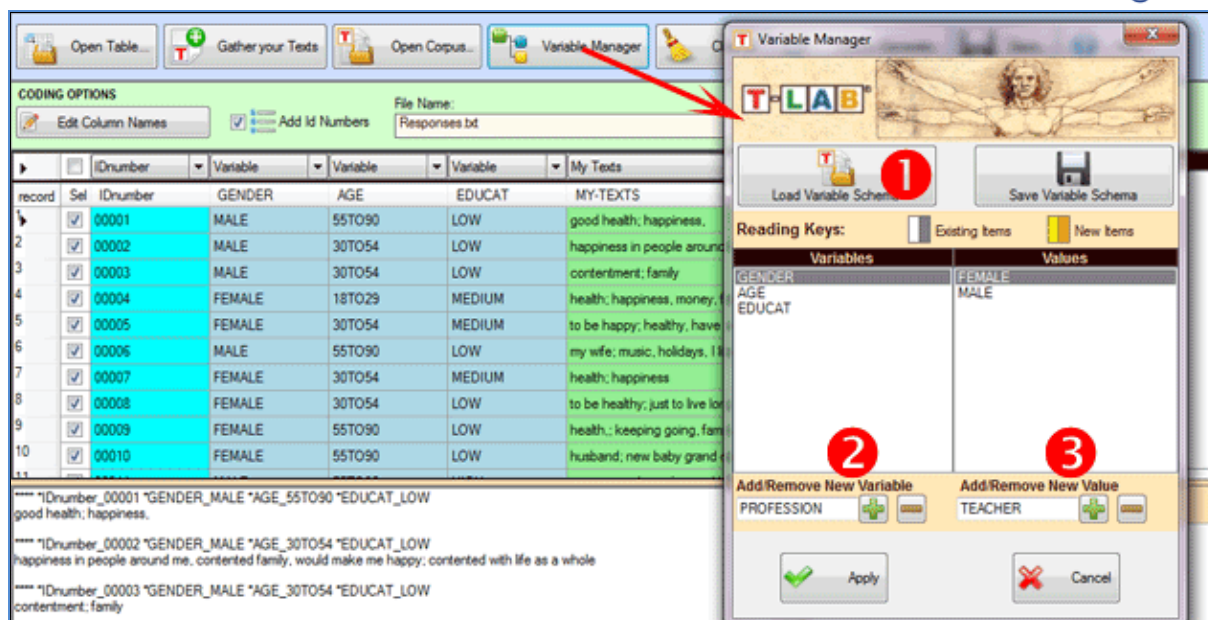 Open Table...
Gather your Texts
Open Corpus...
Variable Manager
CODING OPTIONS
Edit Column Names
Add Id Numbers
File Name:
Responses.txt
IDnumber Variable Variable Variable My Texts
record Sel IDnumber GENDER AGE EDUCAT MY-TEXTS
1 00001 MALE 55TO90 LOW good health; happiness,
2 00002 MALE 30TO54 LOW happiness in people around
3 00003 MALE 30TO54 LOW contentment; family
4 00004 FEMALE 18TO29 MEDIUM health; happiness, money,
5 00005 FEMALE 30TO54 MEDIUM to be happy; healthy, have
6 00006 MALE 55TO90 LOW my wife; music, holidays, I
7 00007 FEMALE 30TO54 MEDIUM health; happiness
8 00008 FEMALE 30TO54 LOW to be healthy; just to live
9 00009 FEMALE 55TO90 LOW health,; keeping going,
10 00010 FEMALE 55TO90 LOW husband; new baby grand
11
**** *IDnumber_00001 *GENDER_MALE *AGE_55TO90 *EDUCAT_LOW
good health; happiness,
**** *IDnumber_00002 *GENDER_MALE *AGE_30TO54 *EDUCAT_LOW
happiness in people around me, contented family, would make me happy; contented with life as a whole
**** *IDnumber_00003 *GENDER_MALE *AGE_30TO54 *EDUCAT_LOW
contentment; family
T Variable Manager
T-LAB
Load Variable Schema 1
Save Variable Schema
Reading Keys: Existing Items New Items
Variables Values
GENDER FEMALE
AGE MALE
EDUCAT
2 3
Add/Remove New Variable Add/Remove New Value
PROFESSION TEACHER
Apply Cancel